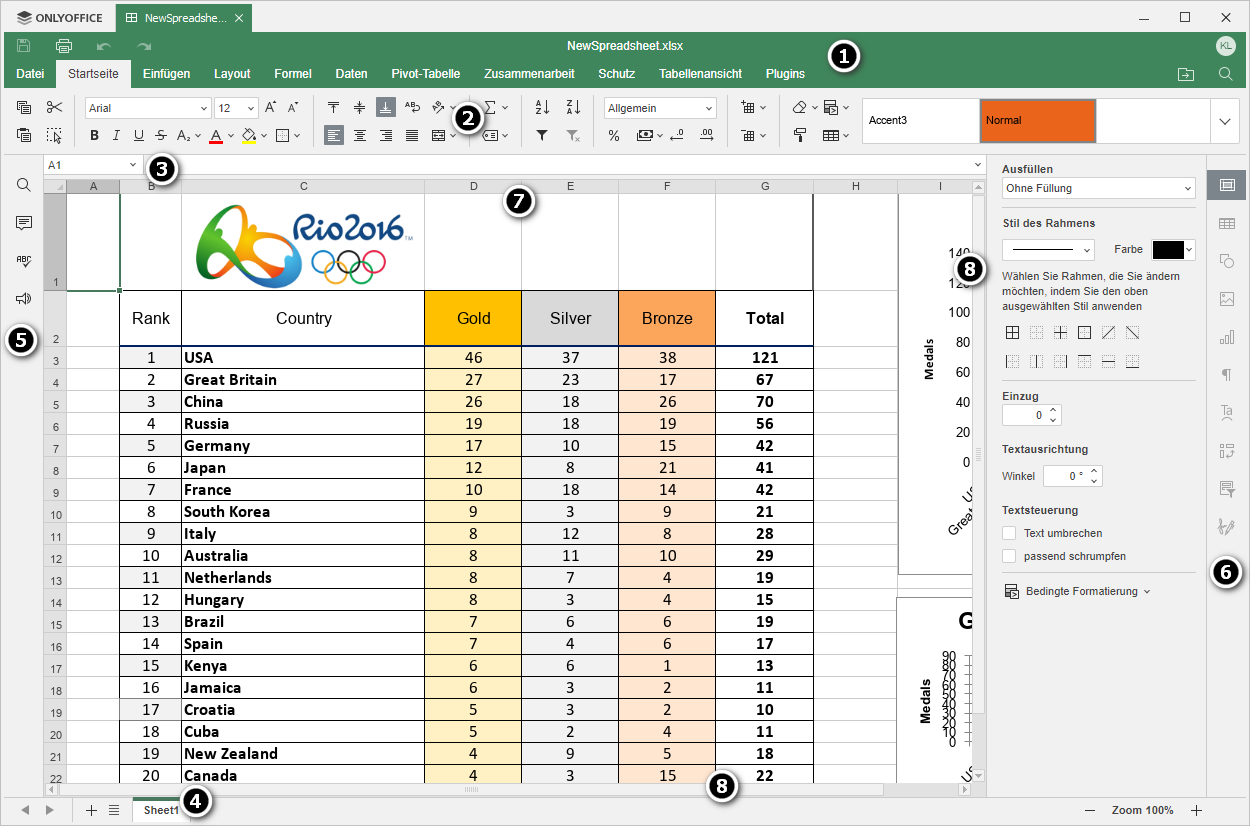 ONLYOFFICE NewSpreadshe... ×
NewSpreadsheet.xlsx 1 KL
Datei Startseite Einfügen Layout Formel Daten Pivot-Tabelle Zusammenarbeit Schutz Tabellenansicht Plugins
Arial 12 2 Allgemein Accent3 Normal
A1 3
A B C D E F G H I
7
1 Rio2016™
2 Rank Country Gold Silver Bronze Total
3 1 USA 46 37 38 121
4 2 Great Britain 27 23 17 67
5 3 China 26 18 26 70
6 4 Russia 19 18 19 56
7 5 Germany 17 10 15 42
8 6 Japan 12 8 21 41
9 7 France 10 18 14 42
10 8 South Korea 9 3 9 21
11 9 Italy 8 12 8 28
12 10 Australia 8 11 10 29
13 11 Netherlands 8 7 4 19
14 12 Hungary 8 3 4 15
15 13 Brazil 7 6 6 19
16 14 Spain 7 4 6 17
17 15 Kenya 6 6 1 13
18 16 Jamaica 6 3 2 11
19 17 Croatia 5 3 2 10
20 18 Cuba 5 2 4 11
21 19 New Zealand 4 9 5 18
22 20 Canada 4 3 15 22
8
100
80
60
40
20
0
Medals
G
90
80
70
60
50
40
30
20
10
0
Medals
Ausfüllen
Ohne Füllung
Stil des Rahmens
Farbe
Wählen Sie Rahmen, die Sie ändern
möchten, indem Sie den oben
ausgewählten Stil anwenden
Einzug
0
Textausrichtung
Winkel 0 °
Textsteuerung
Text umbrechen
passend schrumpfen
Bedingte Formatierung
5
6
8
Sheet1 4
Zoom 100%